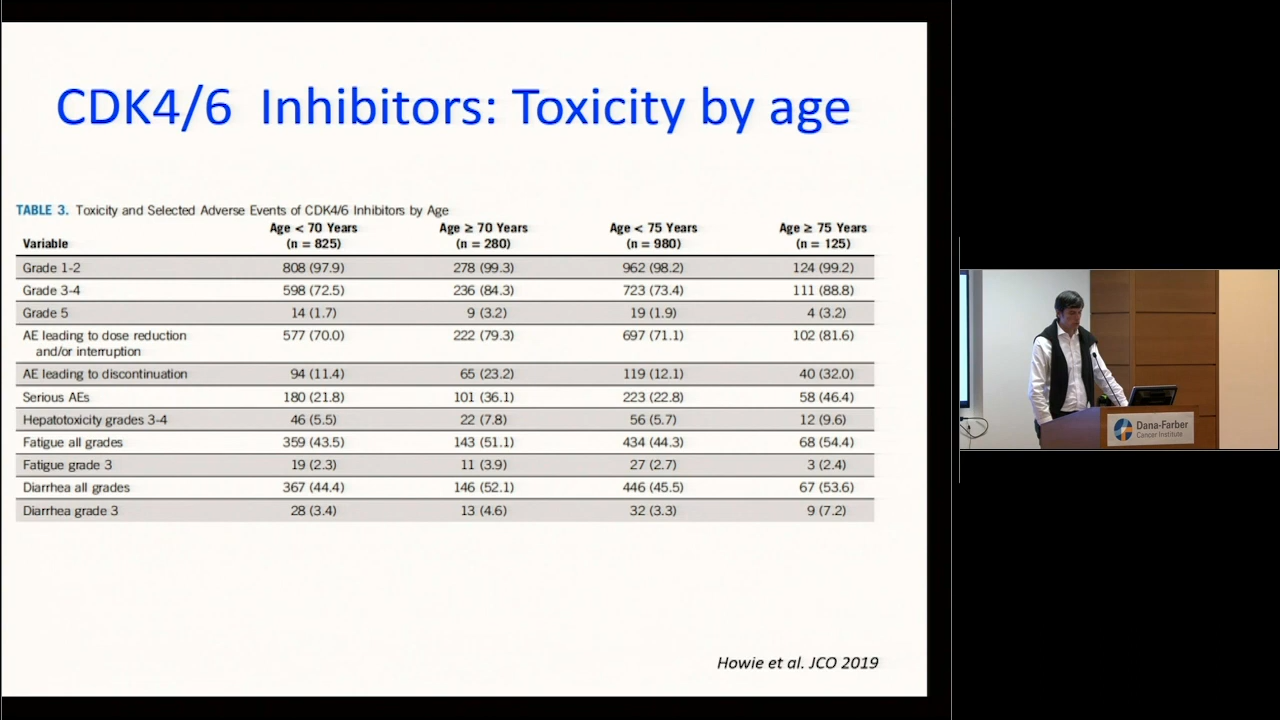 CDK4/6 Inhibitors: Toxicity by age
TABLE 3. Toxicity and Selected Adverse Events of CDK4/6 Inhibitors by Age
Variable Age < 70 Years (n = 825) Age ≥ 70 Years (n = 280) Age < 75 Years (n = 980) Age ≥ 75 Years (n = 125)
Grade 1-2 808 (97.9) 278 (99.3) 962 (98.2) 124 (99.2)
Grade 3-4 598 (72.5) 236 (84.3) 723 (73.4) 111 (88.8)
Grade 5 14 (1.7) 9 (3.2) 19 (1.9) 4 (3.2)
AE leading to dose reduction 577 (70.0) 222 (79.3) 697 (71.1) 102 (81.6)
and/or interruption
AE leading to discontinuation 94 (11.4) 65 (23.2) 119 (12.1) 40 (32.0)
Serious AEs 180 (21.8) 101 (36.1) 223 (22.8) 58 (46.4)
Hepatotoxicity grades 3-4 46 (5.5) 22 (7.8) 56 (5.7) 12 (9.6)
Fatigue all grades 359 (43.5) 143 (51.1) 434 (44.3) 68 (54.4)
Fatigue grade 3 19 (2.3) 11 (3.9) 27 (2.7) 3 (2.4)
Diarrhea all grades 367 (44.4) 146 (52.1) 446 (45.5) 67 (53.6)
Diarrhea grade 3 28 (3.4) 13 (4.6) 32 (3.3) 9 (7.2)
Howie et al. JCO 2019
Dana-Farber
Cancer Institute